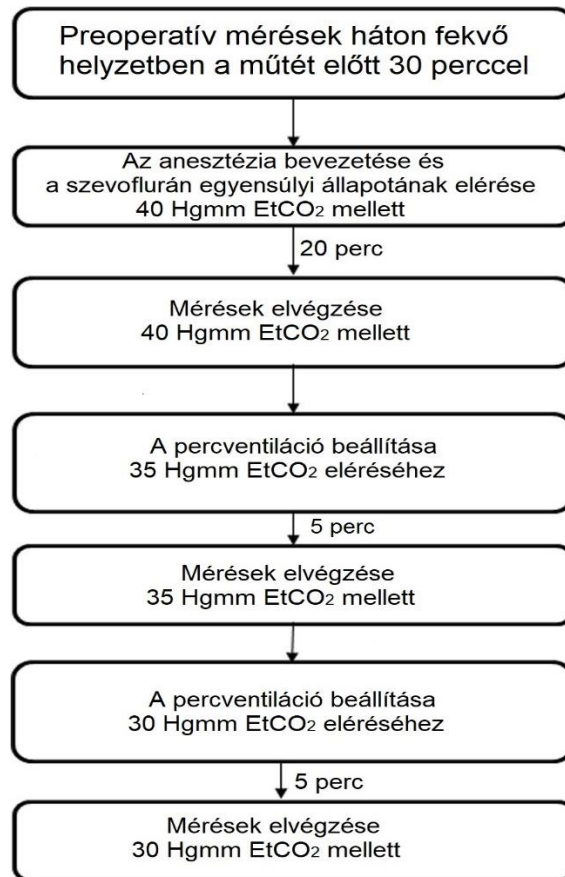 Preoperatív mérések háton fekvő
helyzetben a műtét előtt 30 perccel
Az anesztézia bevezetése és
a szevoflurán egyensúlyi állapotának elérése
40 Hgmm EtCO₂ mellett
20 perc
Mérések elvégzése
40 Hgmm EtCO₂ mellett
A percventiláció beállítása
35 Hgmm EtCO₂ eléréséhez
5 perc
Mérések elvégzése
35 Hgmm EtCO₂ mellett
A percventiláció beállítása
30 Hgmm EtCO₂ eléréséhez
5 perc
Mérések elvégzése
30 Hgmm EtCO₂ mellett